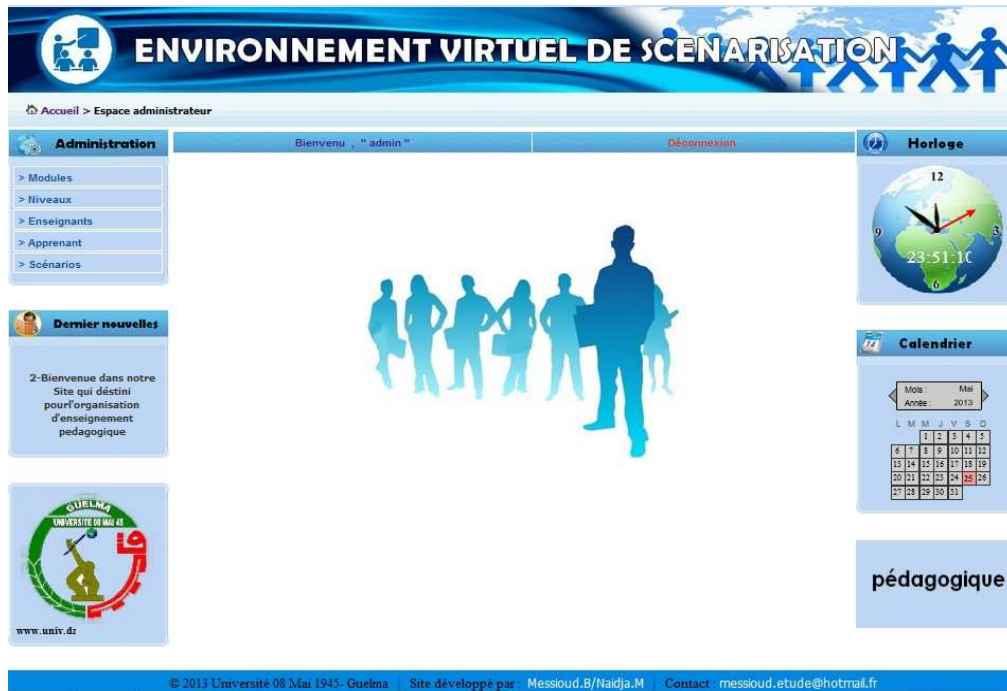 ENVIRONNEMENT VIRTUEL DE SCENARISATION
Accueil > Espace administrateur
Administration
> Modules
> Niveaux
> Enseignants
> Apprenant
> Scénarios
Bienvenu , " admin "
Déconnexion
Dernier nouvelles
2-Bienvenue dans notre
Site qui déstini
pourl'organisation
d'enseignement
pedagogique
GUELMA
UNIVERSITE 08 MAI 45
www.univ.dz
Horloge
12
9
3
23:51:10
6
Calendrier
14
Mois : Mai
Année : 2013
L M M J V S D
1 2 3 4 5
6 7 8 9 10 11 12
13 14 15 16 17 18 19
20 21 22 23 24 25 26
27 28 29 30 31
pédagogique
© 2013 Université 08 Mai 1945- Guelma | Site développé par : Messioud.B/Naidja.M | Contact : messioud.etude@hotmail.fr